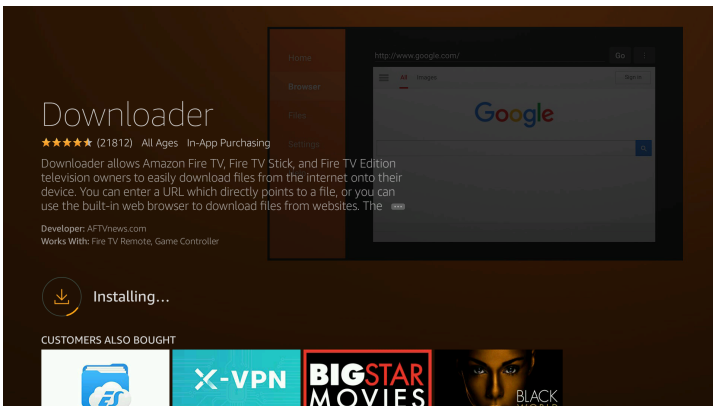 Home
http://www.google.com/
Go
Browser
All Images
Sign in
Downloader
Files
Google
(21812) All Ages In-App Purchasing
Settings
Downloader allows Amazon Fire TV, Fire TV Stick, and Fire TV Edition
television owners to easily download files from the internet onto their
device. You can enter a URL which directly points to a file, or you can
use the built-in web browser to download files from websites. The
Developer: AFTVnews.com
Works With: Fire TV Remote, Game Controller
Installing...
CUSTOMERS ALSO BOUGHT
ES
X-VPN
BIGSTAR
MOVIES
BLACK